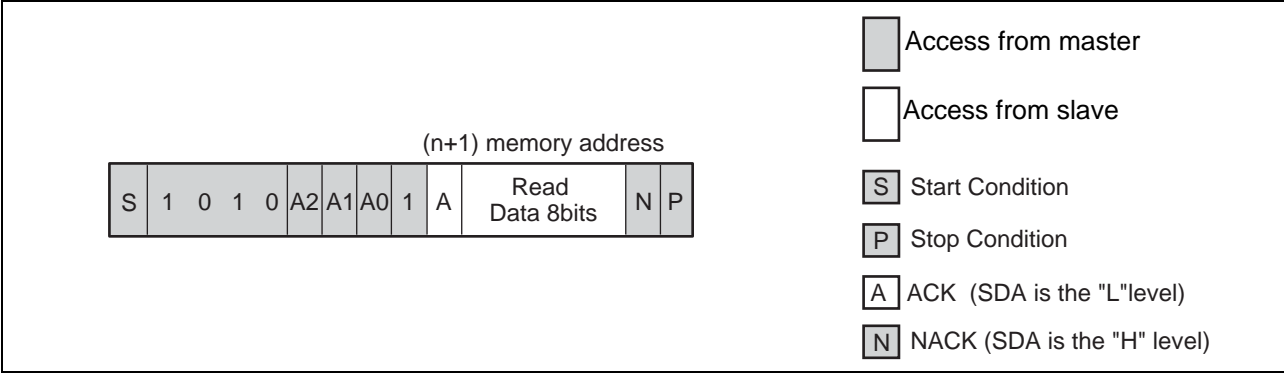 (n+1) memory address
S 1 0 1 0 A2 A1 A0 1 A Read Data 8bits N P
Access from master
Access from slave
S Start Condition
P Stop Condition
A ACK (SDA is the "L"level)
N NACK (SDA is the "H" level)